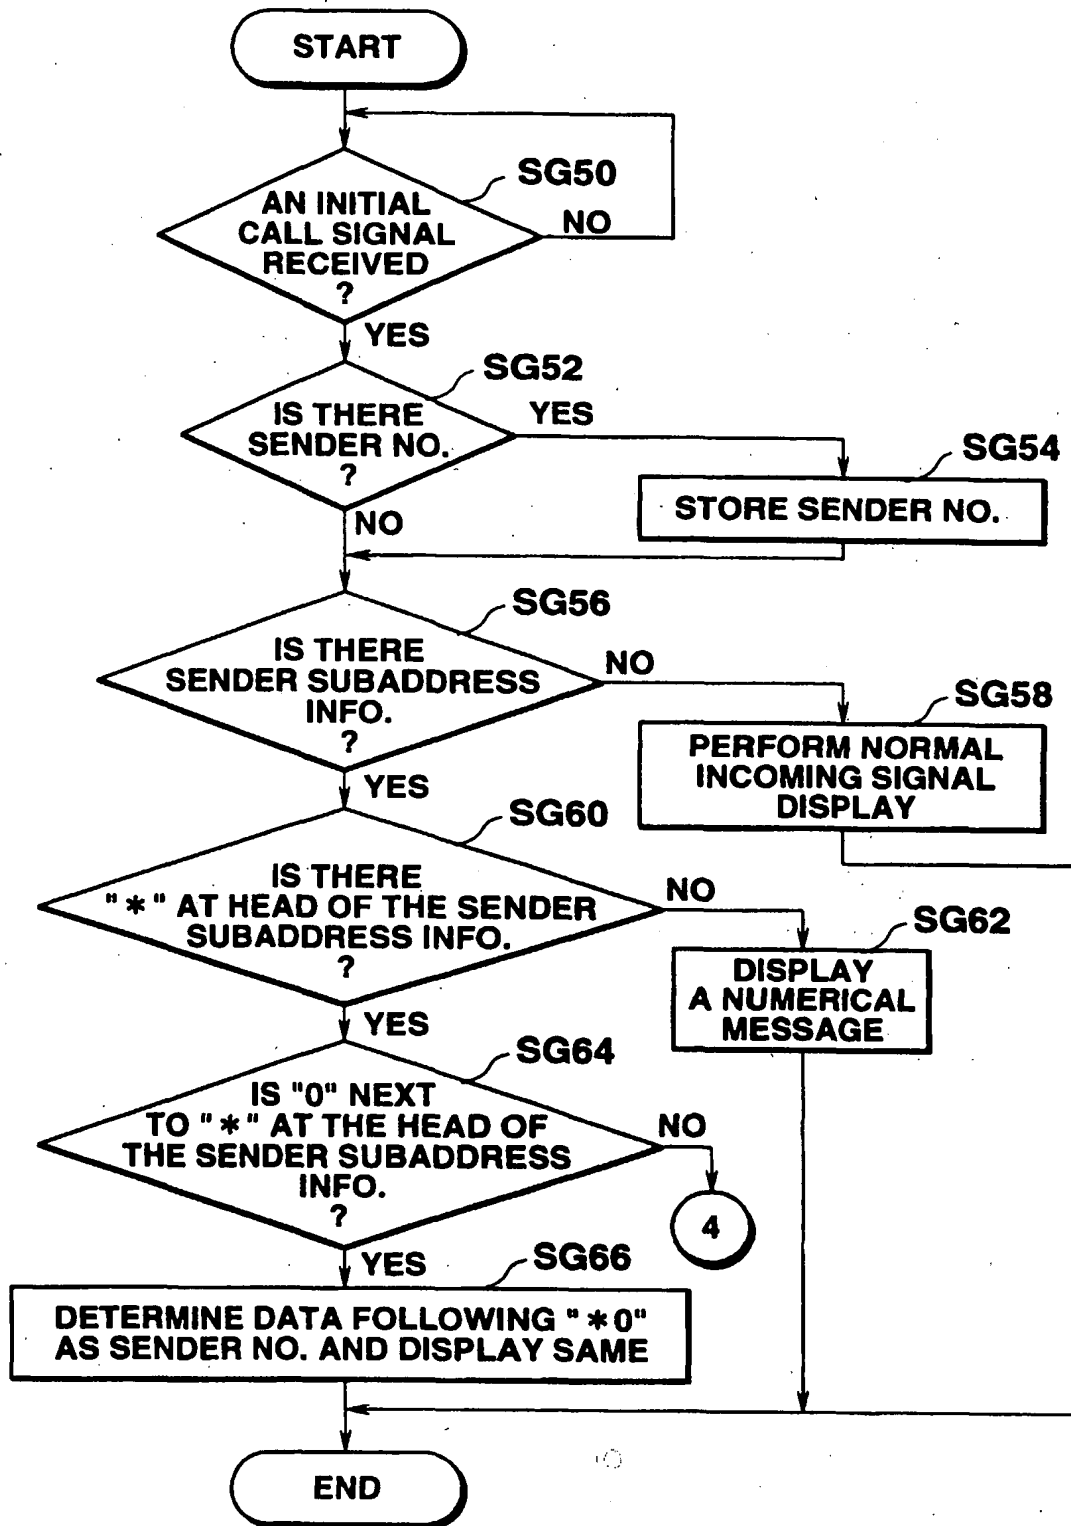 START
SG50
AN INITIAL
CALL SIGNAL
RECEIVED
?
NO
YES
SG52
IS THERE
SENDER NO.
?
YES
NO
SG54
STORE SENDER NO.
SG56
IS THERE
SENDER SUBADDRESS
INFO.
?
NO
YES
SG58
PERFORM NORMAL
INCOMING SIGNAL
DISPLAY
SG60
IS THERE
"*" AT HEAD OF THE SENDER
SUBADDRESS INFO.
?
NO
YES
SG62
DISPLAY
A NUMERICAL
MESSAGE
SG64
IS "0" NEXT
TO "*" AT THE HEAD OF
THE SENDER SUBADDRESS
INFO.
?
NO
4
YES
SG66
DETERMINE DATA FOLLOWING "*0"
AS SENDER NO. AND DISPLAY SAME
END